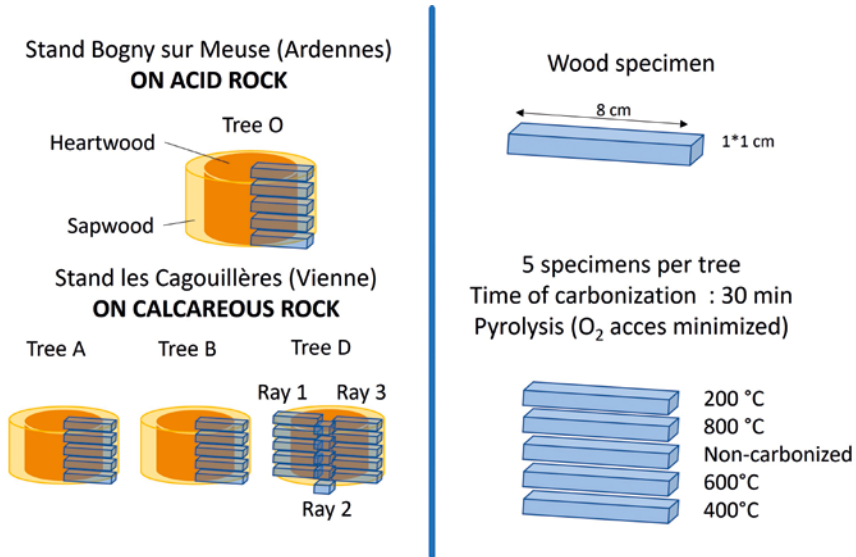 Stand Bogny sur Meuse (Ardennes)
ON ACID ROCK
Tree O
Heartwood
Sapwood
Stand les Cagouillères (Vienne)
ON CALCAREOUS ROCK
Tree A
Tree B
Tree D
Ray 1
Ray 3
Ray 2
Wood specimen
8 cm
1*1 cm
5 specimens per tree
Time of carbonization : 30 min
Pyrolysis (O₂ acces minimized)
200 °C
800 °C
Non-carbonized
600°C
400°C